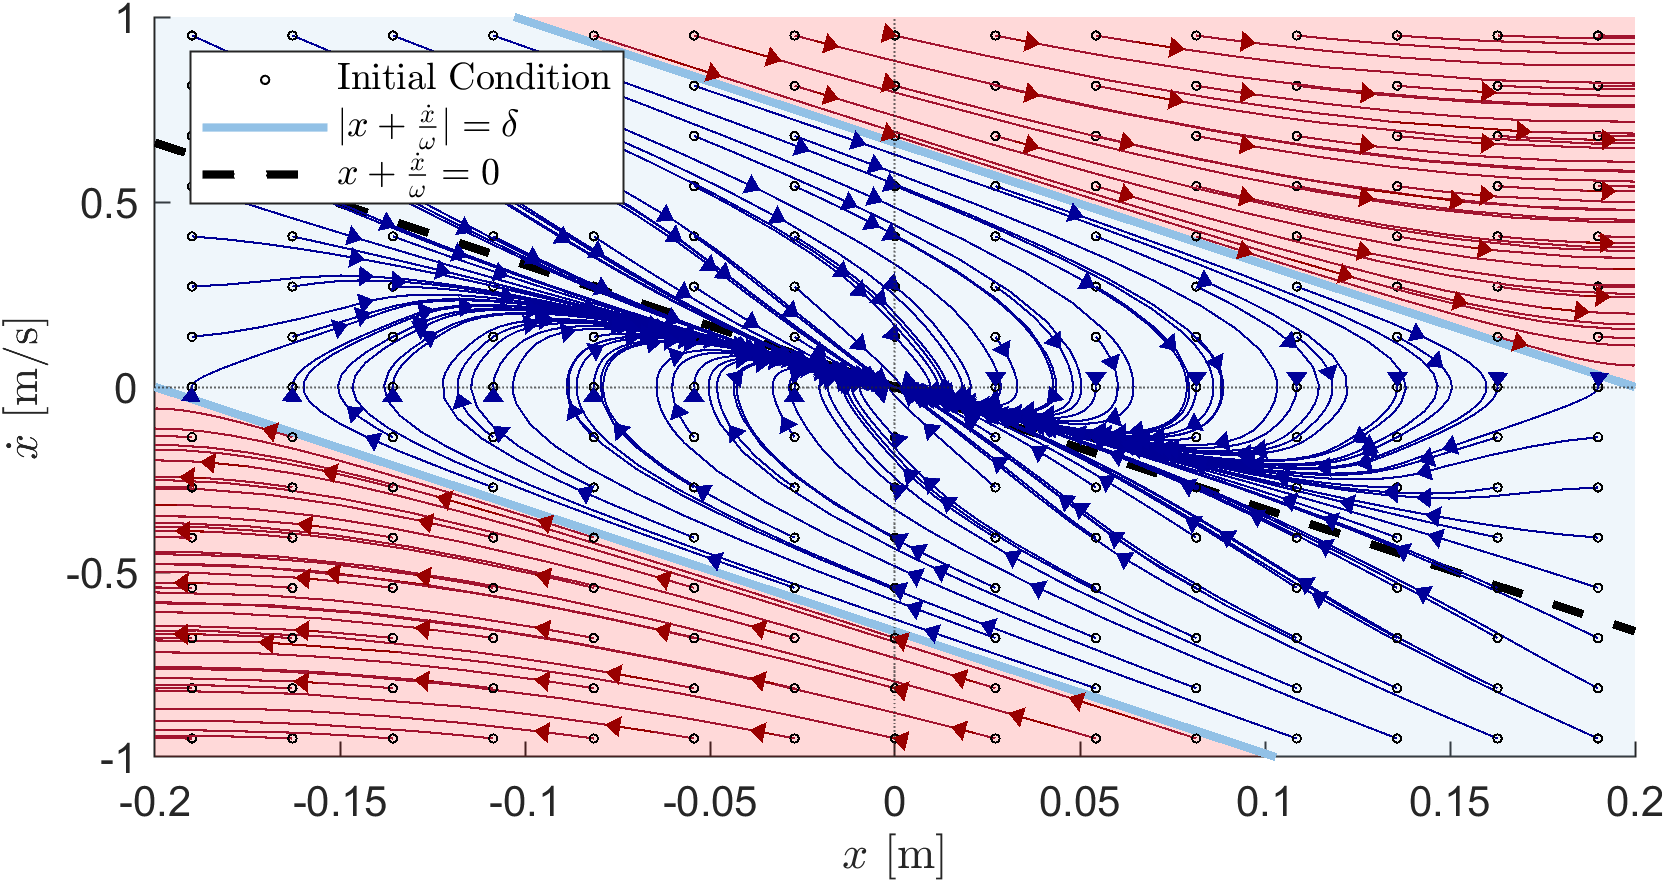 1
0.5
0
-0.5
-1
ẋ [m/s]
Initial Condition
|x + ẋ/ω| = δ
x + ẋ/ω = 0
-0.2 -0.15 -0.1 -0.05 0 0.05 0.1 0.15 0.2
x [m]